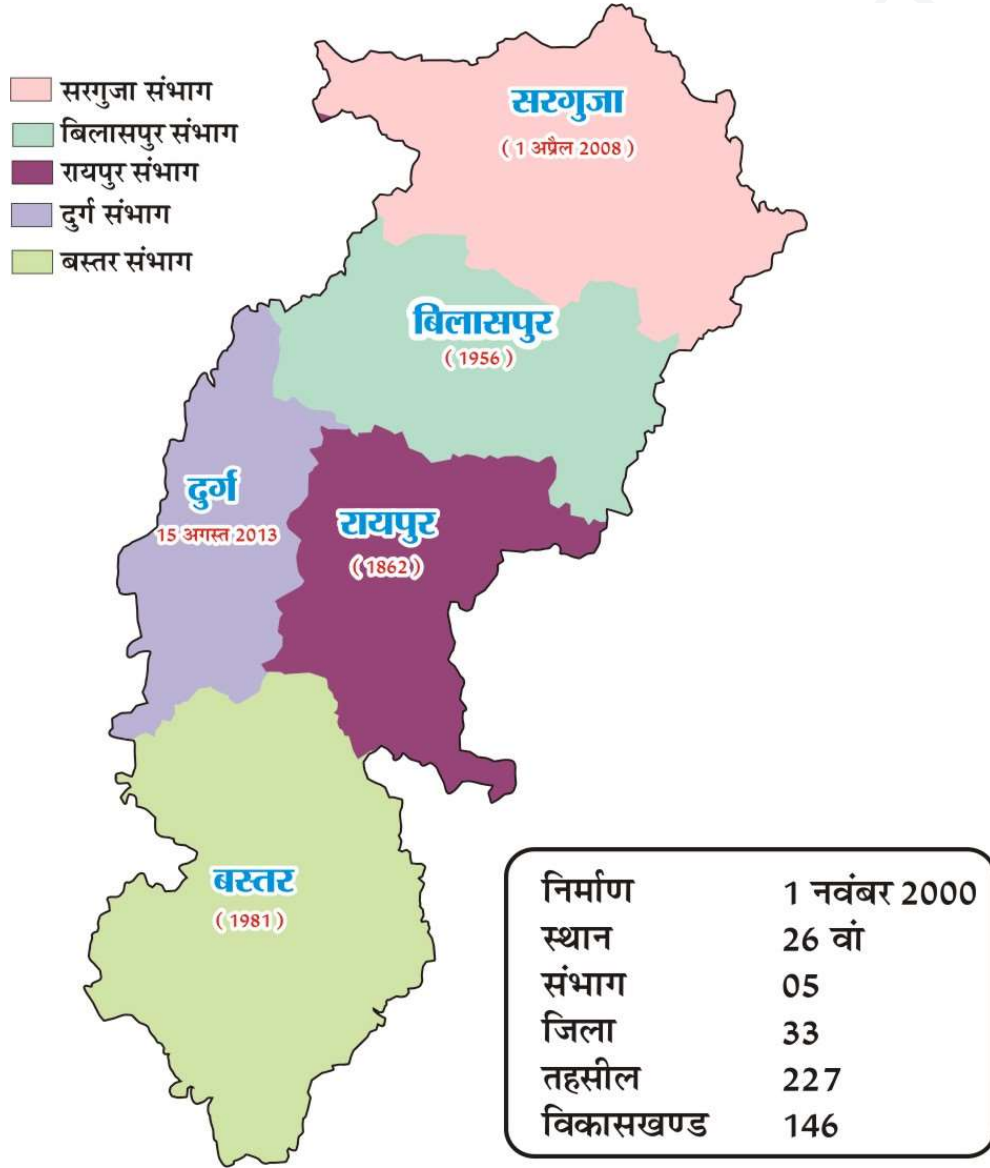 सरगुजा संभाग
बिलासपुर संभाग
रायपुर संभाग
दुर्ग संभाग
बस्तर संभाग
सरगुजा
( 1 अप्रैल 2008 )
बिलासपुर
( 1956 )
दुर्ग
15 अगस्त 2013
रायपुर
( 1862 )
बस्तर
( 1981 )
निर्माण 1 नवंबर 2000
स्थान 26 वां
संभाग 05
जिला 33
तहसील 227
विकासखण्ड 146